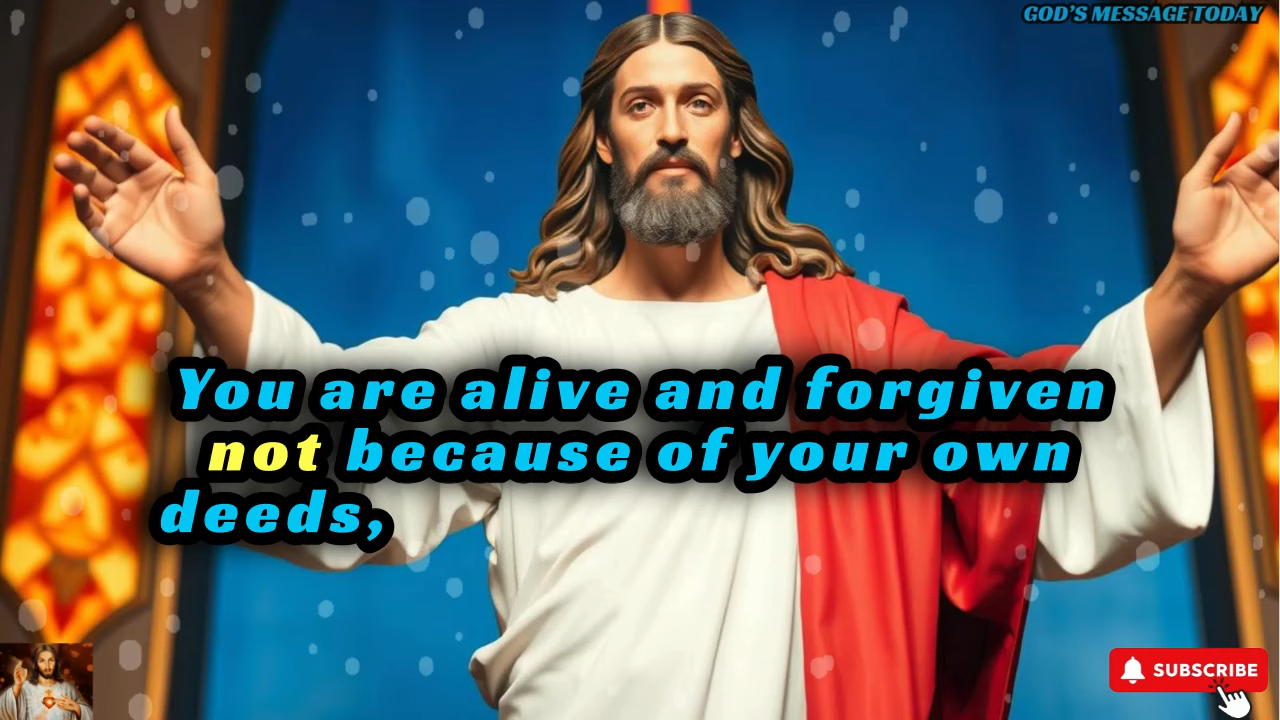 GOD'S MESSAGE TODAY
You are alive and forgiven
not because of your own
deeds,
SUBSCRIBE